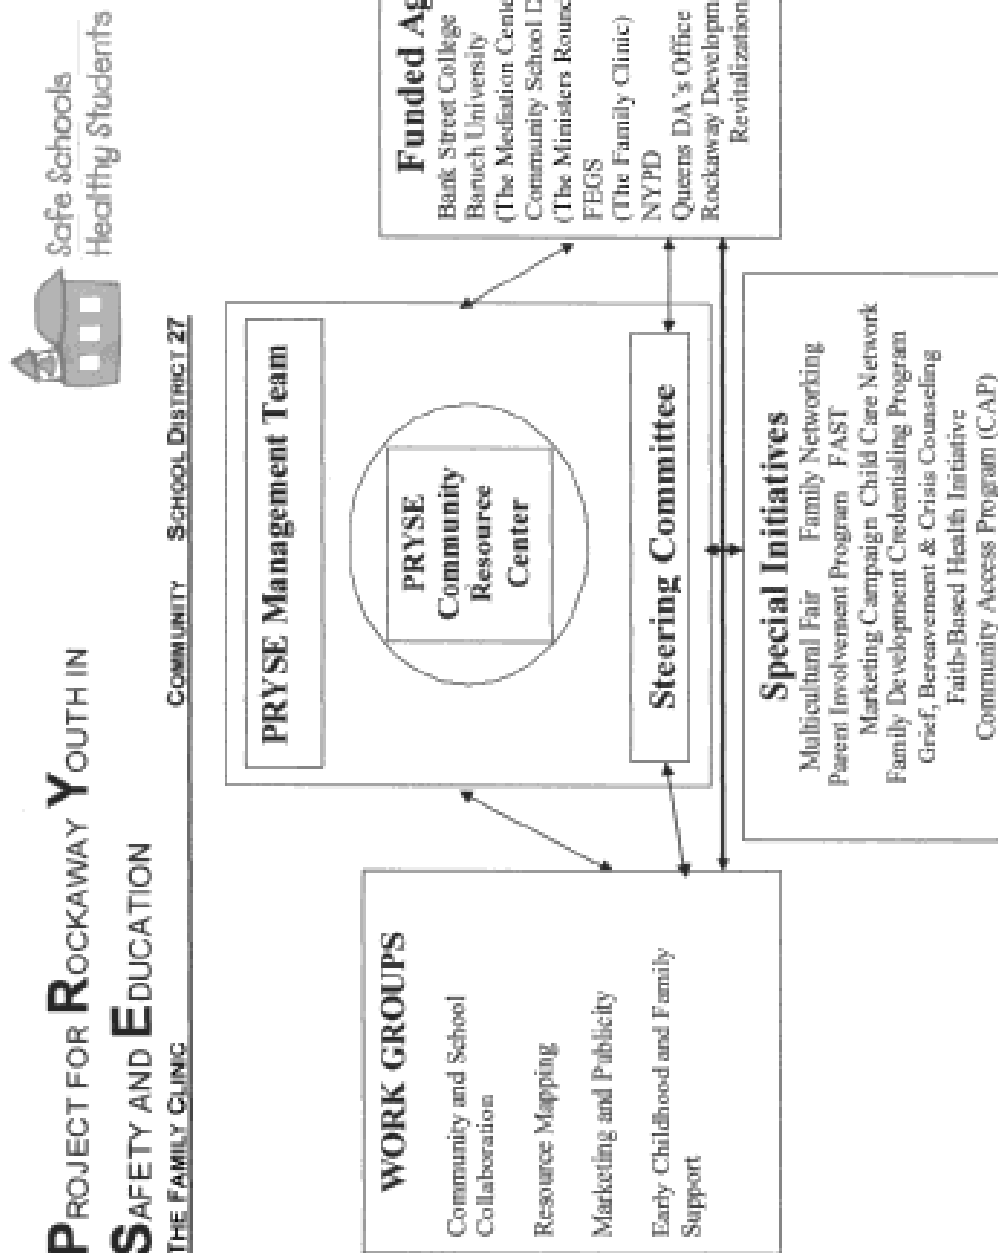 PROJECT FOR ROCKAWAY YOUTH IN
SAFETY AND EDUCATION
Safe Schools
Healthy Students
THE FAMILY CLINIC COMMUNITY SCHOOL DISTRICT 27
WORK GROUPS
Community and School
Collaboration
Resource Mapping
Marketing and Publicity
Early Childhood and Family
Support
PRYSE Management Team
PRYSE
Community
Resource
Center
Steering Committee
Funded
Bank Street College
Baruch University
(The Mediation
Community School
(The Ministers
FEGS
(The Family Clinic)
NYPD
Queens DA's Office
Rockaway
Revitalization
Special Initiatives
Multicultural Fair Family Networking
Parent Involvement Program FAST
Marketing Campaign Child Care Network
Family Development Credentialing Program
Grief, Bereavement & Crisis Counseling
Faith-Based Health Initiative
Community Access Program (CAP)